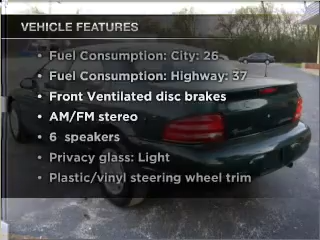 VEHICLE FEATURES
• Fuel Consumption: City: 26
• Fuel Consumption: Highway: 37
• Front Ventilated disc brakes
• AM/FM stereo
• 6 speakers
• Privacy glass: Light
• Plastic/vinyl steering wheel trim